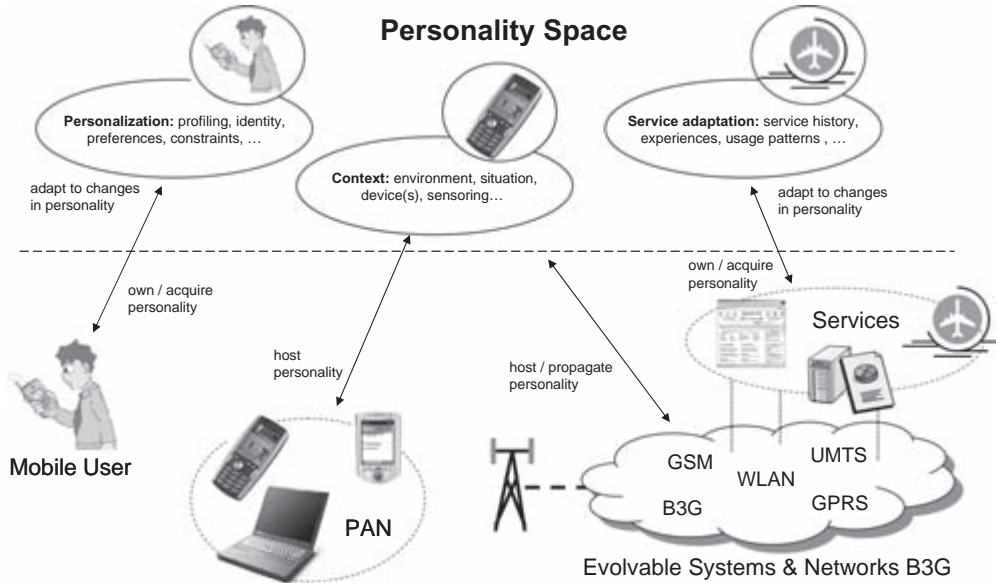 Personality Space
Personalization: profiling, identity,
preferences, constraints, …
Service adaptation: service history,
experiences, usage patterns , …
Context: environment, situation,
device(s), sensoring…
adapt to changes
in personality
adapt to changes
in personality
own / acquire
personality
own / acquire
personality
Services
host
personality
host / propagate
personality
Mobile User
PAN
GSM
WLAN
UMTS
B3G
GPRS
Evolvable Systems & Networks B3G